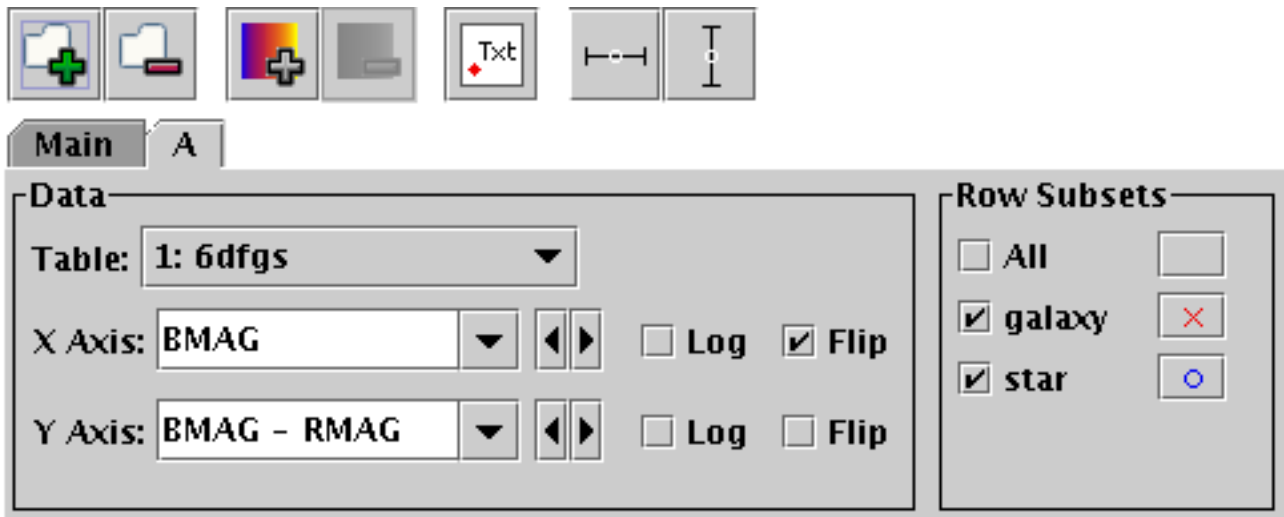 Txt
Main A
Data
Table: 1: 6dfgs
X Axis: BMAG Log Flip
Y Axis: BMAG - RMAG Log Flip
Row Subsets
All
galaxy
star